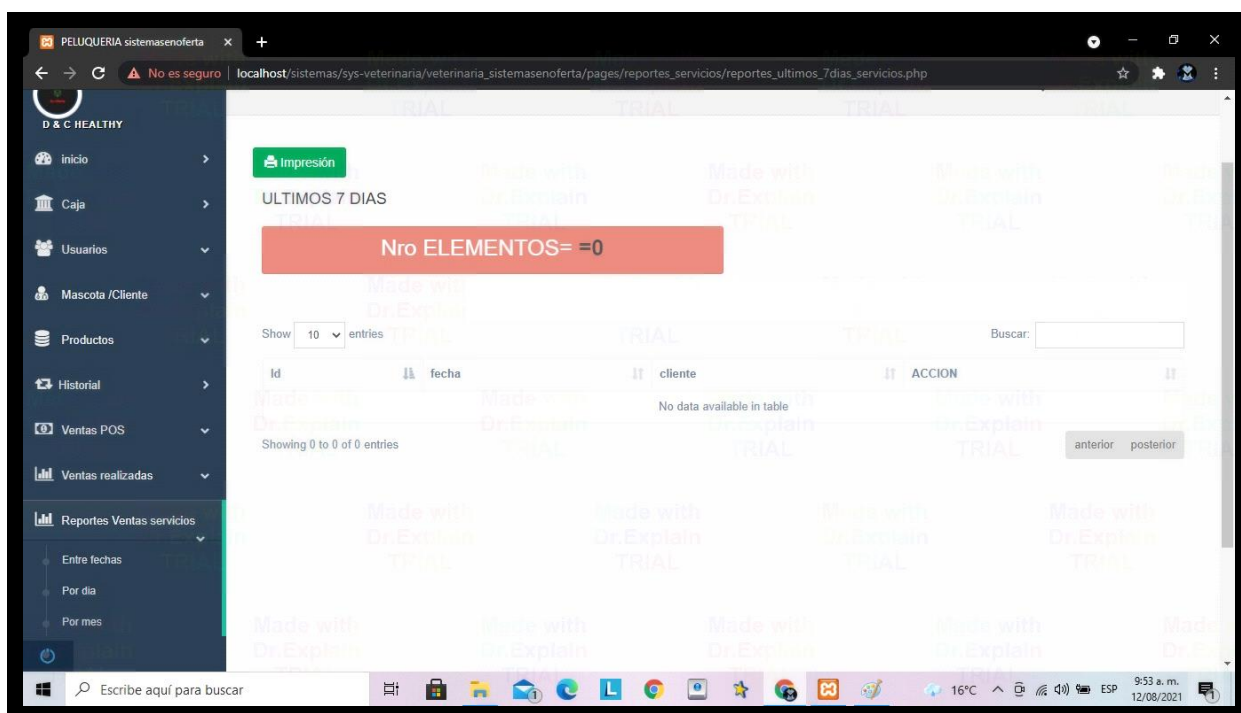 PELUQUERIA sistemasenoferta
No es seguro
localhost/sistemas/sys-veterinaria/veterinaria_sistemasenoferta/pages/reportes_servicios/reportes_ultimos_7dias_servicios.php
D & C HEALTHY
inicio
Caja
Usuarios
Mascota /Cliente
Productos
Historial
Ventas POS
Ventas realizadas
Reportes Ventas servicios
Entre fechas
Por dia
Por mes
Impresión
ULTIMOS 7 DIAS
Nro ELEMENTOS= =0
Show 10 entries
Buscar:
Id fecha cliente ACCION
No data available in table
Showing 0 to 0 of 0 entries
anterior posterior
Made with
Dr.Explain
TRIAL
Escribe aquí para buscar
16°C
ESP
9:53 a. m.
12/08/2021